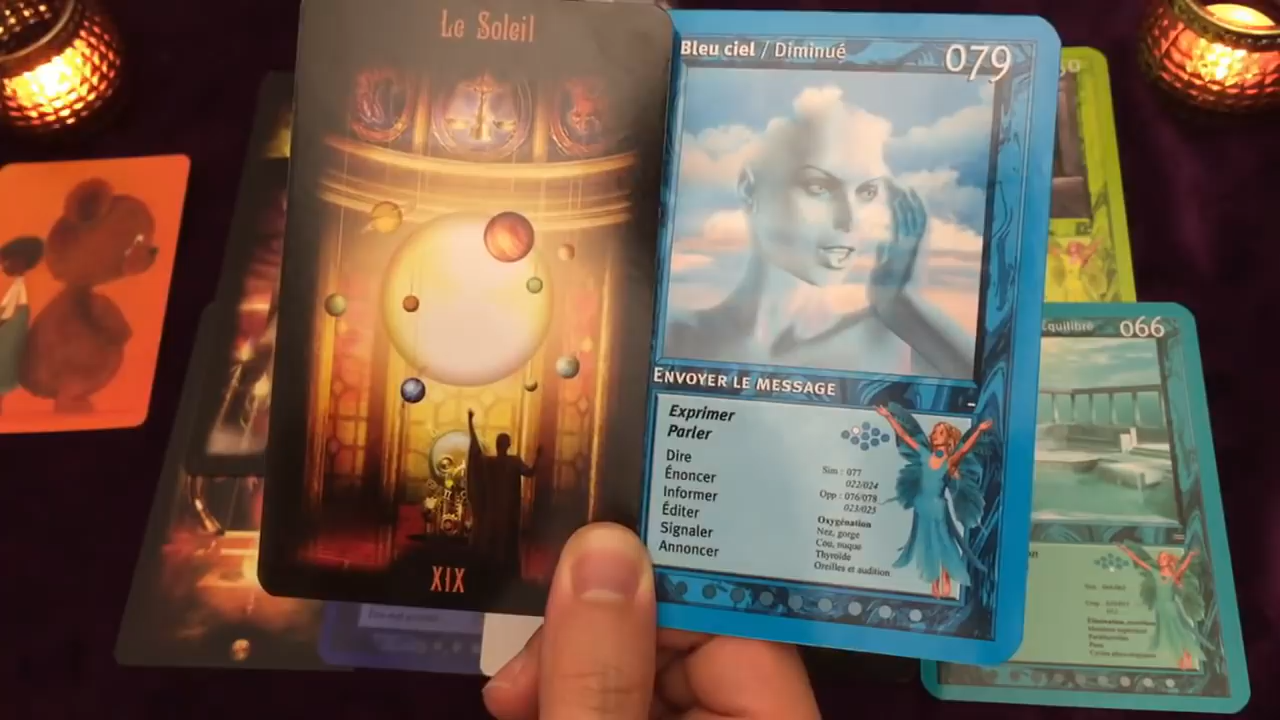 Le Soleil
XIX
Bleu ciel / Diminué
079
ENVOYER LE MESSAGE
Exprimer
Parler
Dire
Énoncer
Informer
Éditer
Signaler
Annoncer
Sim : 077
022/024
Opp : 076/078
023/025
Oxygénation
Nez, gorge
Cou, nuque
Thyroïde
Oreilles et audition
Équilibré
066